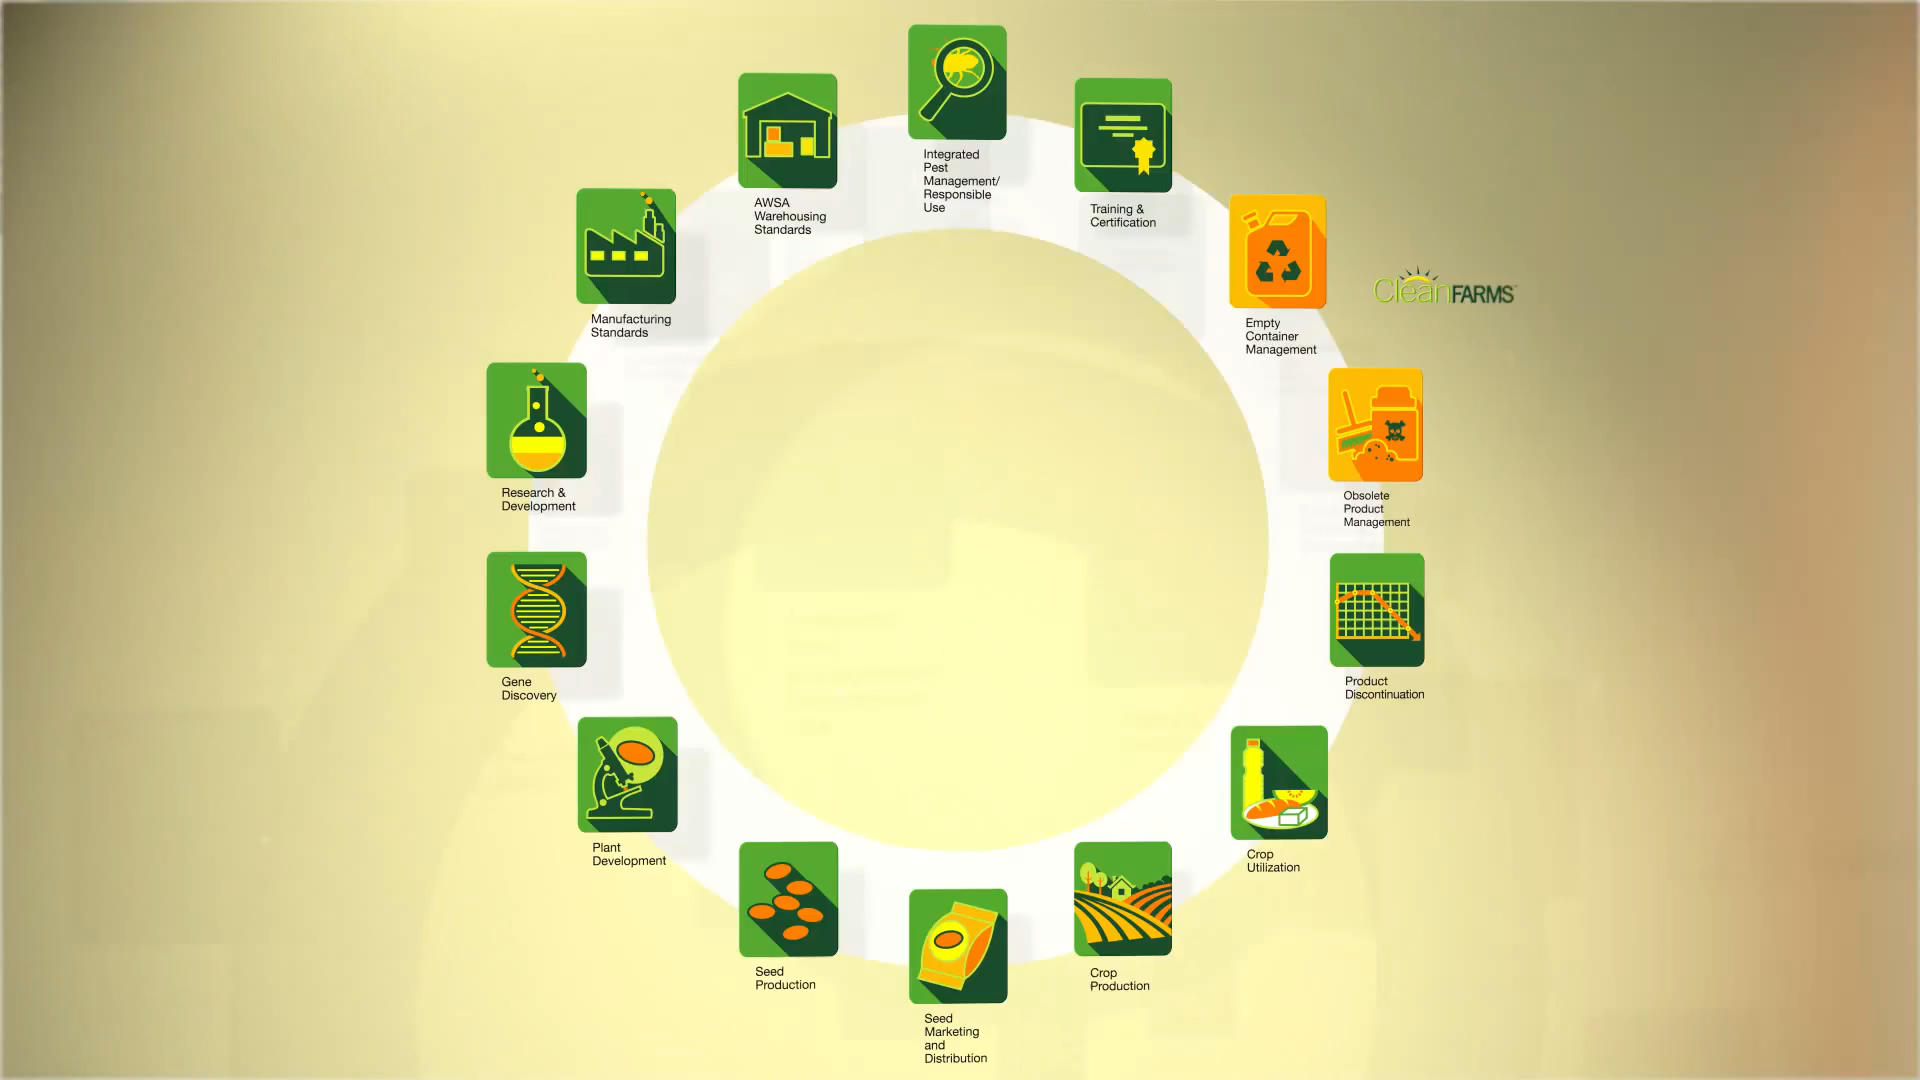 Integrated
Pest
Management/
Responsible
Use
Training &
Certification
Empty
Container
Management
CleanFARMS
Obsolete
Product
Management
Product
Discontinuation
Crop
Utilization
Crop
Production
Seed
Marketing
and
Distribution
Seed
Production
Plant
Development
Gene
Discovery
Research &
Development
Manufacturing
Standards
AWSA
Warehousing
Standards